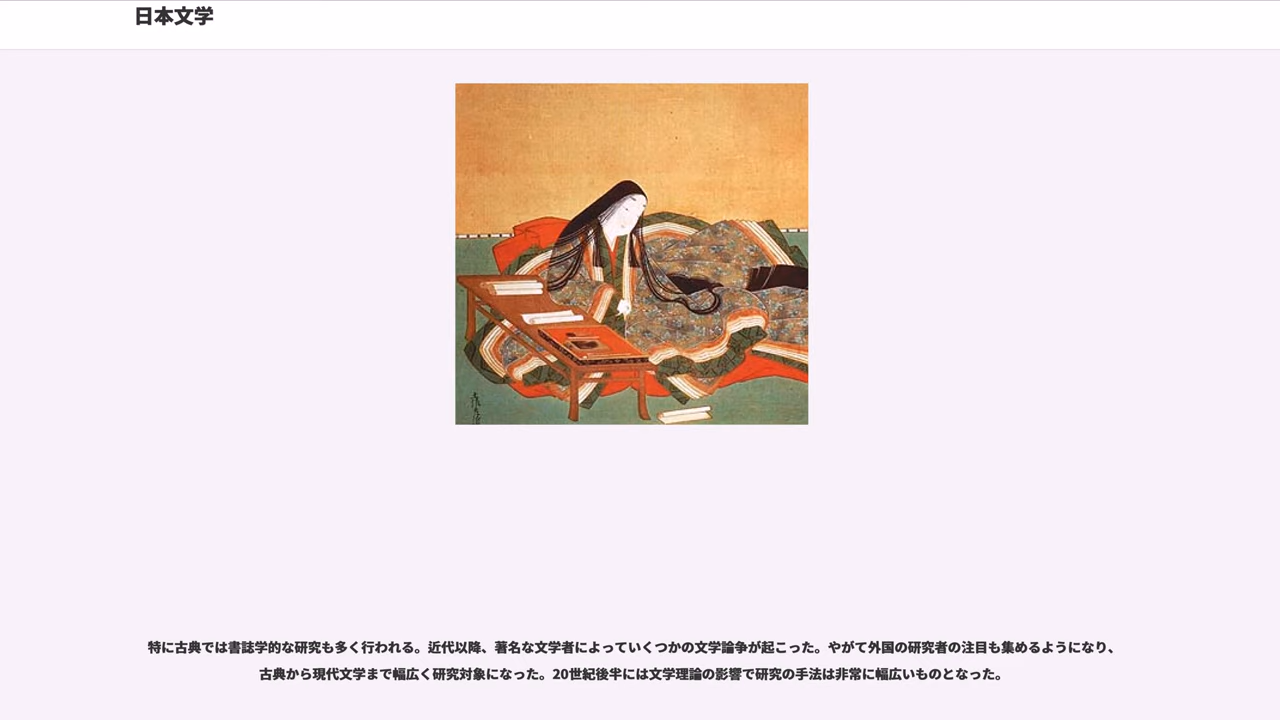 日本文学
特に古典では書誌学的な研究も多く行われる。近代以降、著名な文学者によっていくつかの文学論争が起こった。やがて外国の研究者の注目も集めるようになり、
古典から現代文学まで幅広く研究対象になった。20世紀後半には文学理論の影響で研究の手法は非常に幅広いものとなった。